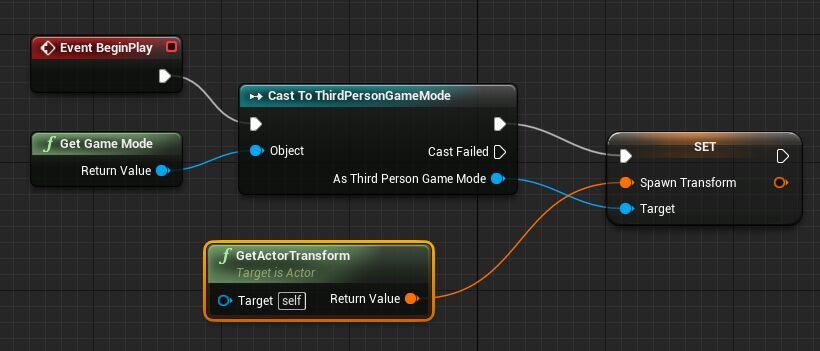 Event BeginPlay
Cast To ThirdPersonGameMode
f Get Game Mode
Return Value
Object
Cast Failed
As Third Person Game Mode
SET
Spawn Transform
Target
f GetActorTransform
Target is Actor
Target self
Return Value